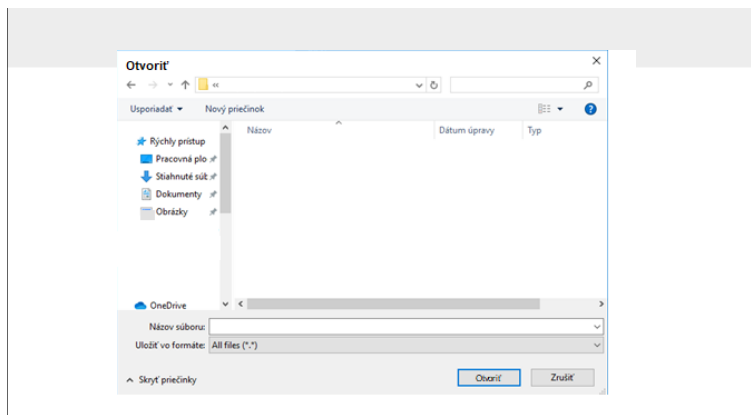 Otvoriť
Usporiadať Nový priečinok
Názov Dátum úpravy Typ
Rýchly prístup
Pracovná plo
Stiahnuté súb
Dokumenty
Obrázky
OneDrive
Názov súboru:
Uložiť vo formáte: All files (*.*)
Skryť priečinky Otvoriť Zrušiť